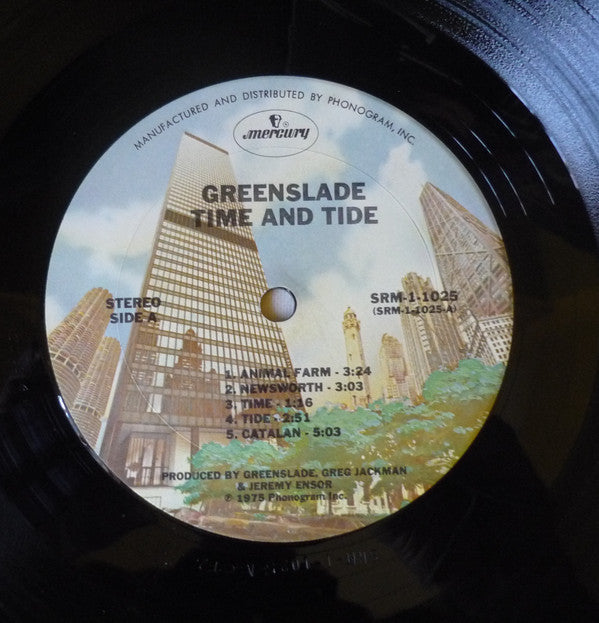 MANUFACTURED AND DISTRIBUTED BY PHONOGRAM, INC.
mercury
GREENSLADE
TIME AND TIDE
STEREO
SIDE A
SRM-1-1025
(SRM-1-1025-A)
1. ANIMAL FARM - 3:24
2. NEWSWORTH - 3:03
3. TIME - 1:16
4. TIDE - 2:51
5. CATALAN - 5:03
PRODUCED BY GREENSLADE, GREG JACKMAN
& JEREMY ENSOR
℗ 1975 Phonogram Inc.